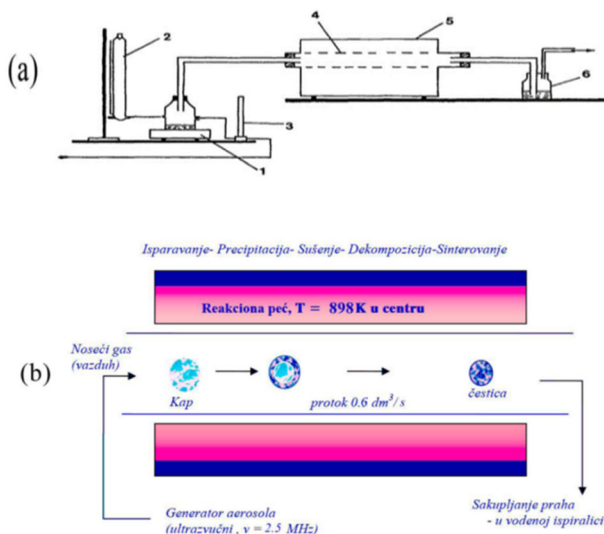 (a)
2
4
5
6
3
1
Isparavanje- Precipitacija- Sušenje- Dekompozicija-Sinterovanje
Reakciona peć, T = 898K u centru
Noseći gas
(vazduh)
(b)
Kap
protok 0.6 dm³/s
čestica
Generator aerosola
(ultrazvučni , ν = 2.5 MHz)
Sakupljanje praha
- u vodenoj ispiralici